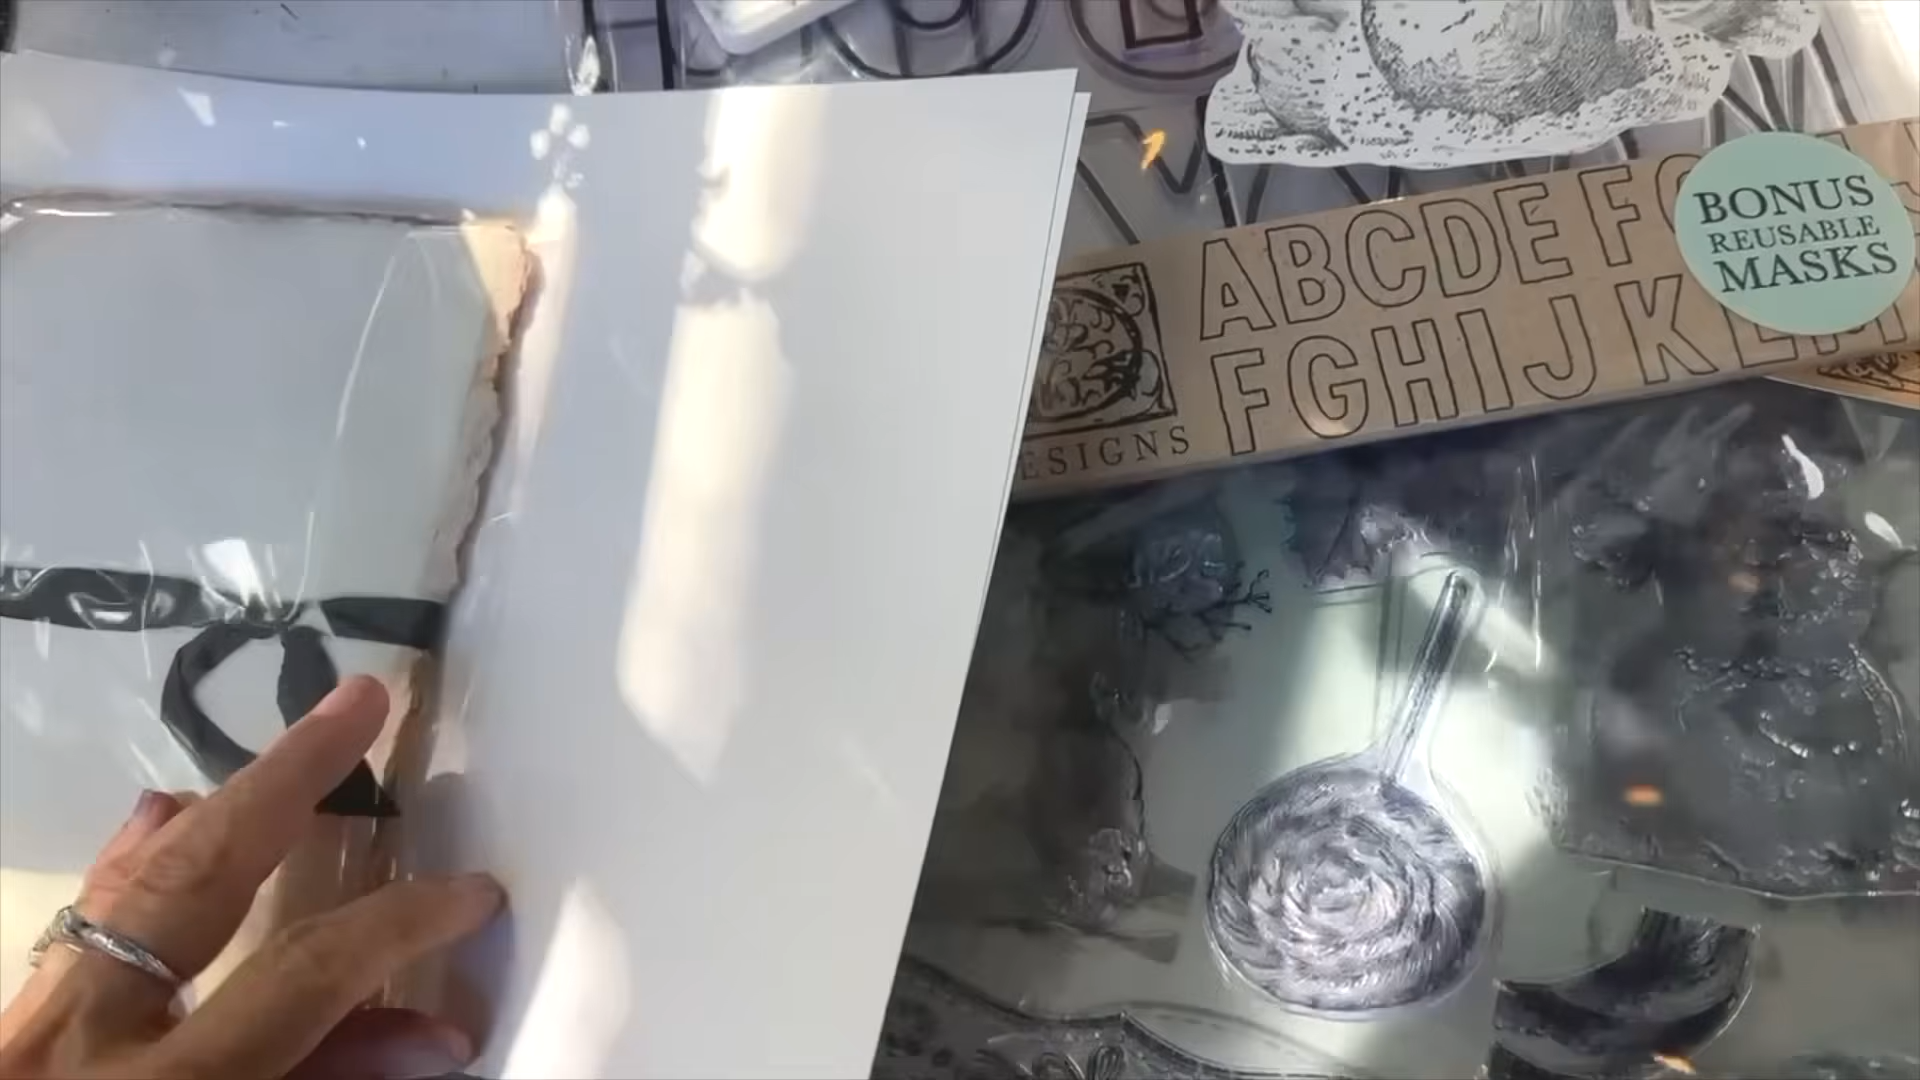 ABCDE F
FGHIJ K L M
ESIGNS
BONUS
REUSABLE
MASKS